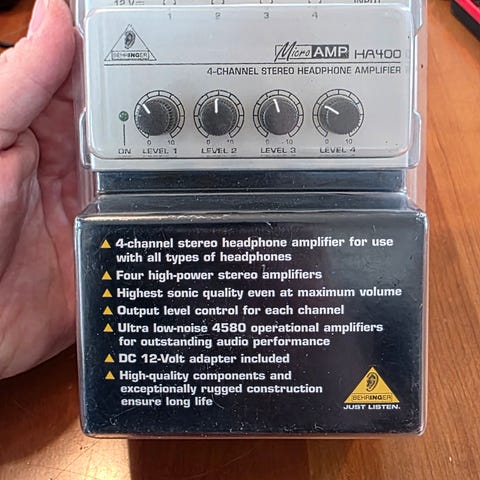 12 V
INPUT
1 2 3 4
BEHRINGER
MicroAMP HA400
4-CHANNEL STEREO HEADPHONE AMPLIFIER
0 10 0 10 0 10 0 10
ON LEVEL 1 LEVEL 2 LEVEL 3 LEVEL 4
4-channel stereo headphone amplifier for use
with all types of headphones
Four high-power stereo amplifiers
Highest sonic quality even at maximum volume
Output level control for each channel
Ultra low-noise 4580 operational amplifiers
for outstanding audio performance
DC 12-Volt adapter included
High-quality components and
exceptionally rugged construction
ensure long life
BEHRINGER
JUST LISTEN.